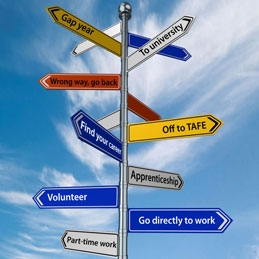 Gap year
To university
Wrong way, go back
Off to TAFE
Find your career
Apprenticeship
Volunteer
Go directly to work
Part-time work